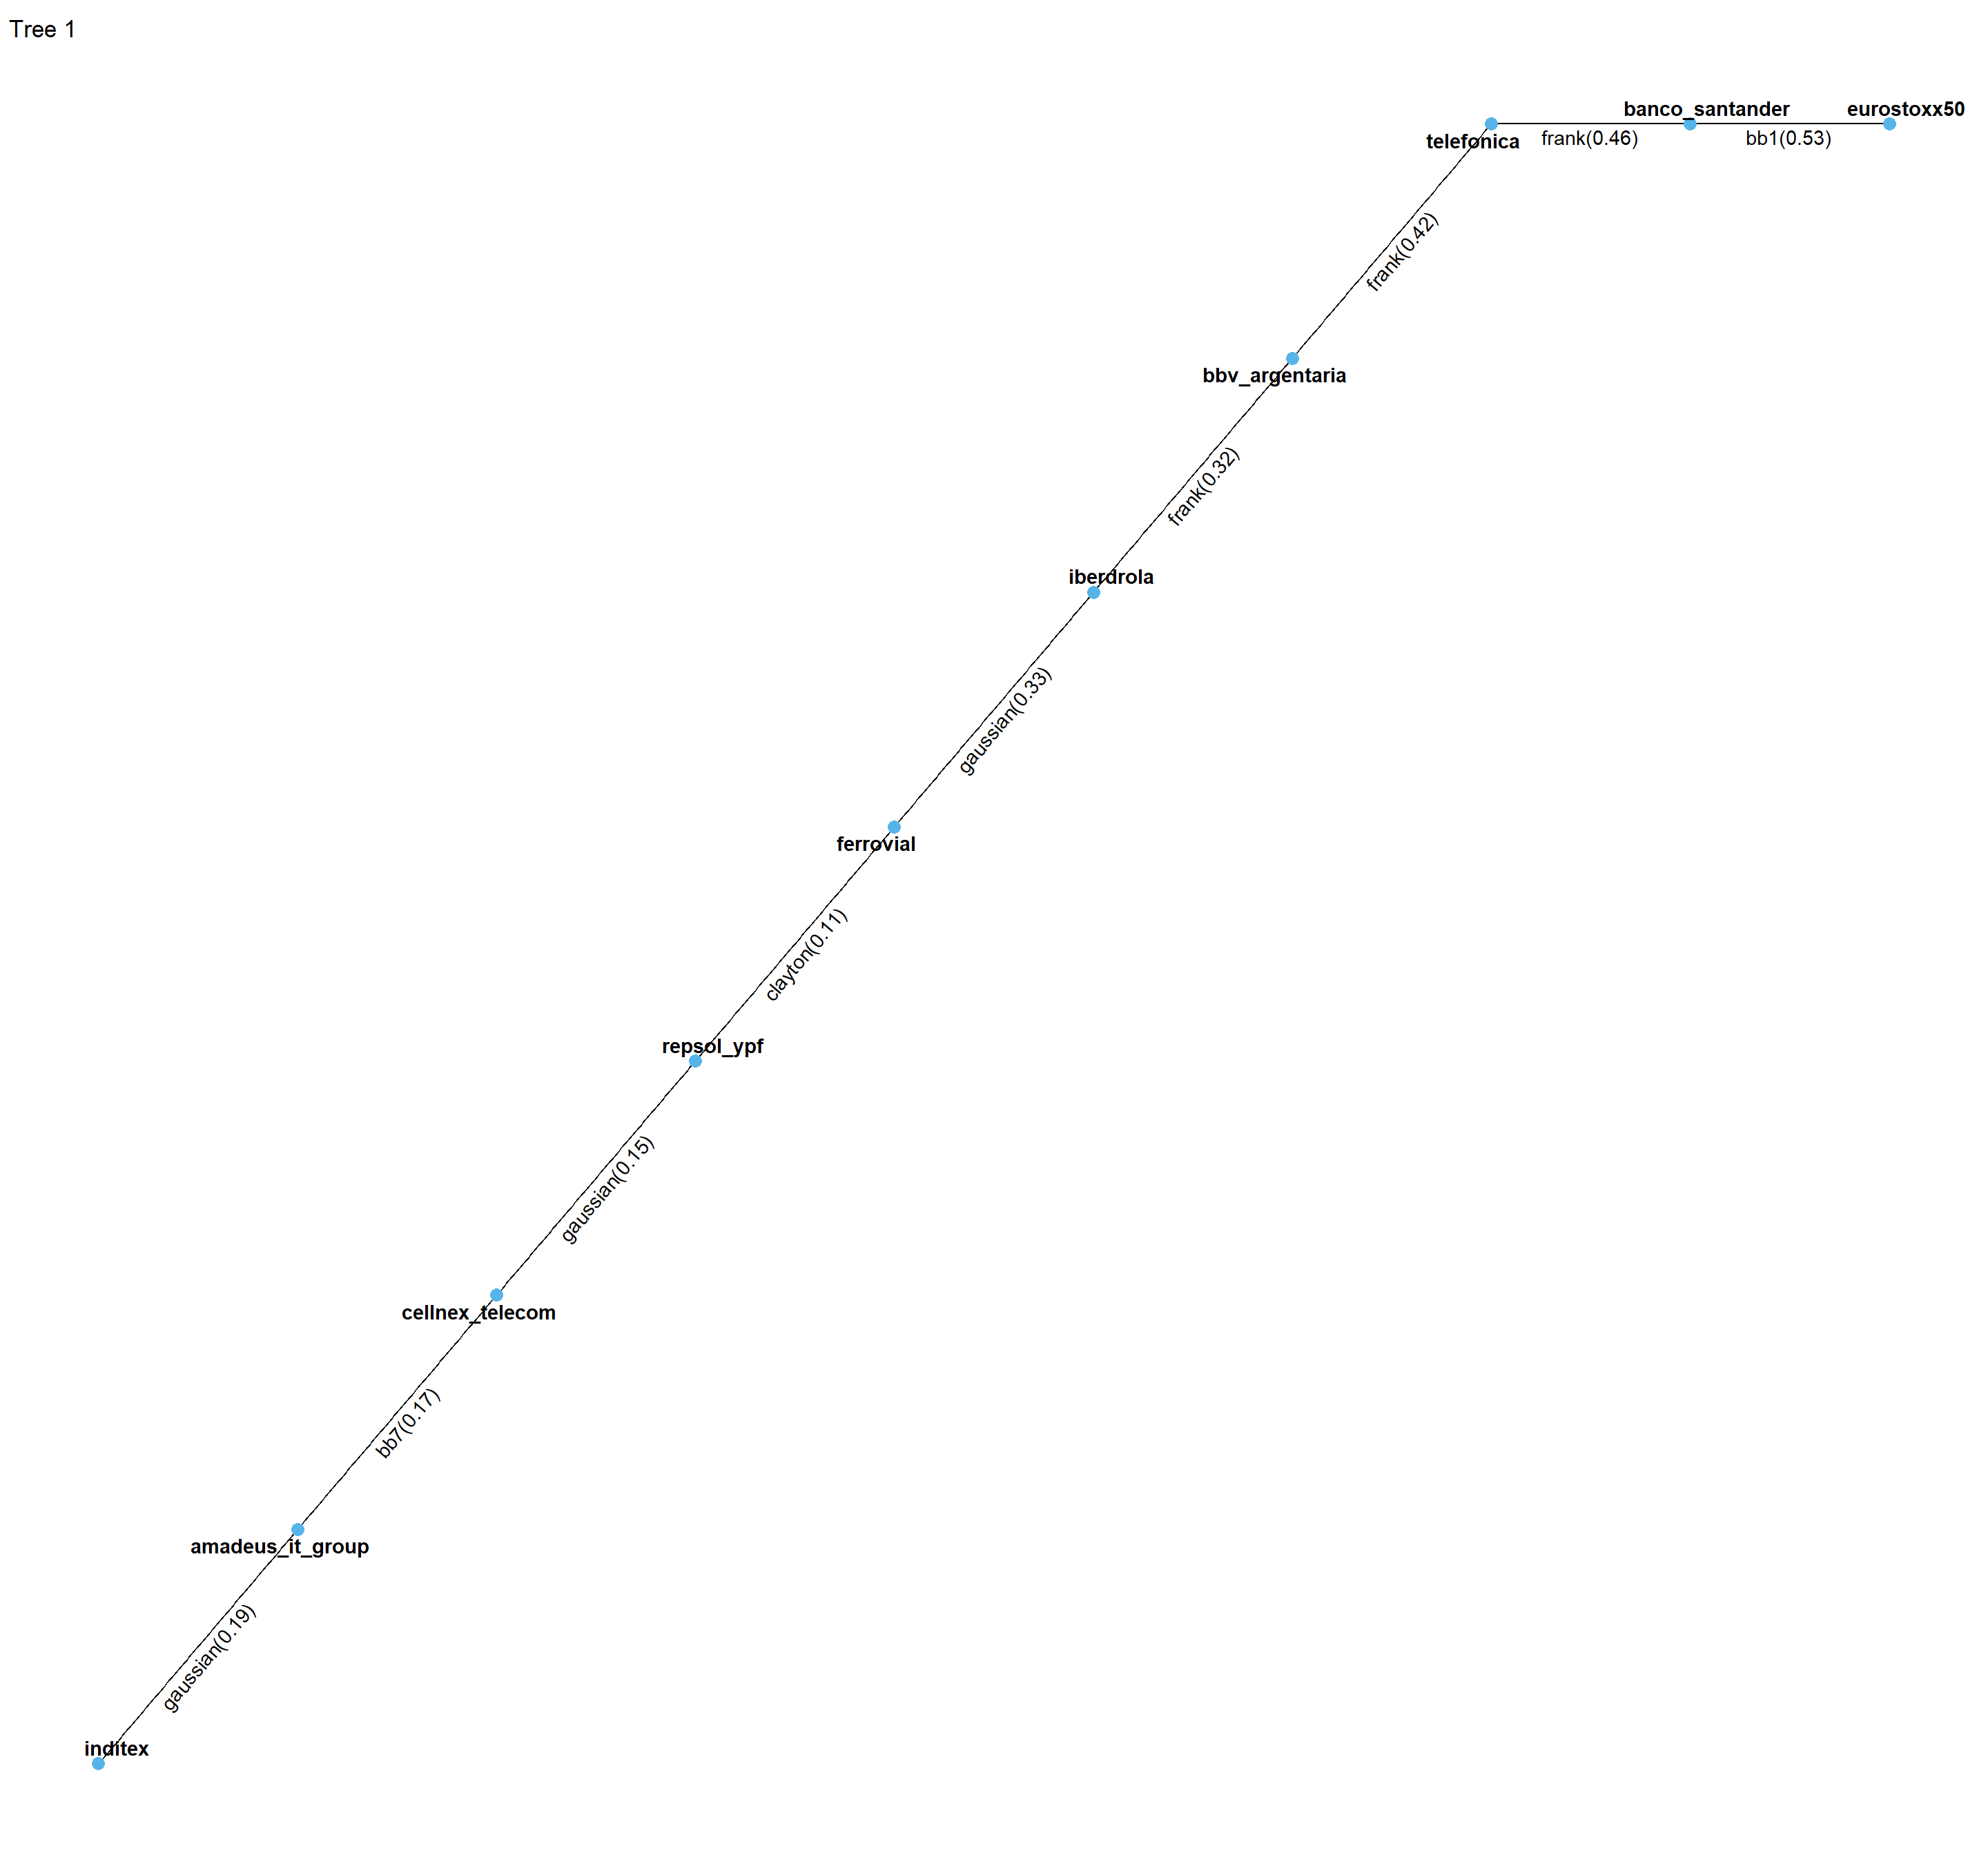 Tree 1
banco_santander
eurostoxx50
telefonica
frank(0.46)
bb1(0.53)
frank(0.42)
bbv_argentaria
frank(0.32)
iberdrola
gaussian(0.33)
ferrovial
clayton(0.11)
repsol_ypf
gaussian(0.15)
cellnex_telecom
bb7(0.17)
amadeus_it_group
gaussian(0.19)
inditex